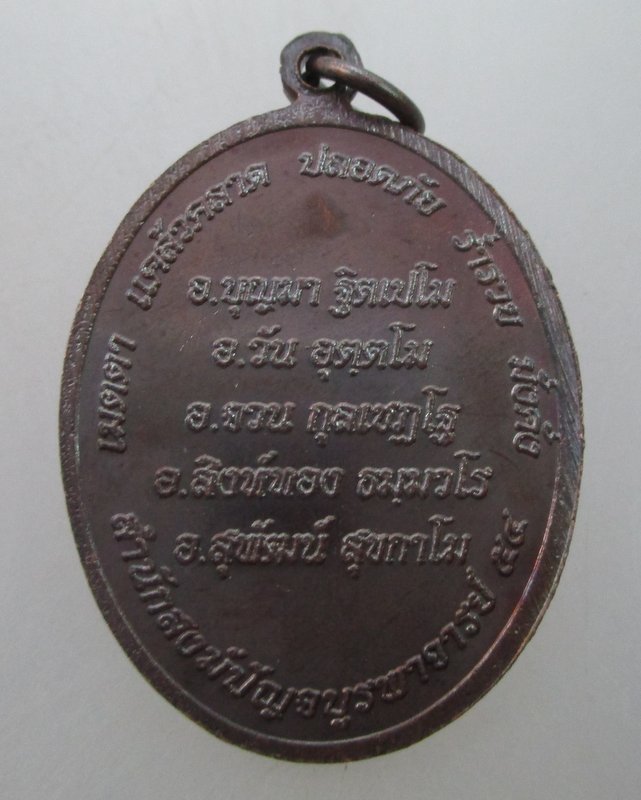 เมตตา แคล้วคลาด ปลอดภัย ร่ำรวย มั่งคั่ง
อ.บุญมา ฐิตเปโม
อ.วัน อุตฺตโม
อ.จวน กุลเชฏโฐ
อ.สิงห์ทอง ธมฺมวโร
อ.สุพัฒน์ สุขกาโม
สำนักสงฆ์ปัญจบูรพาจารย์ ๕๔